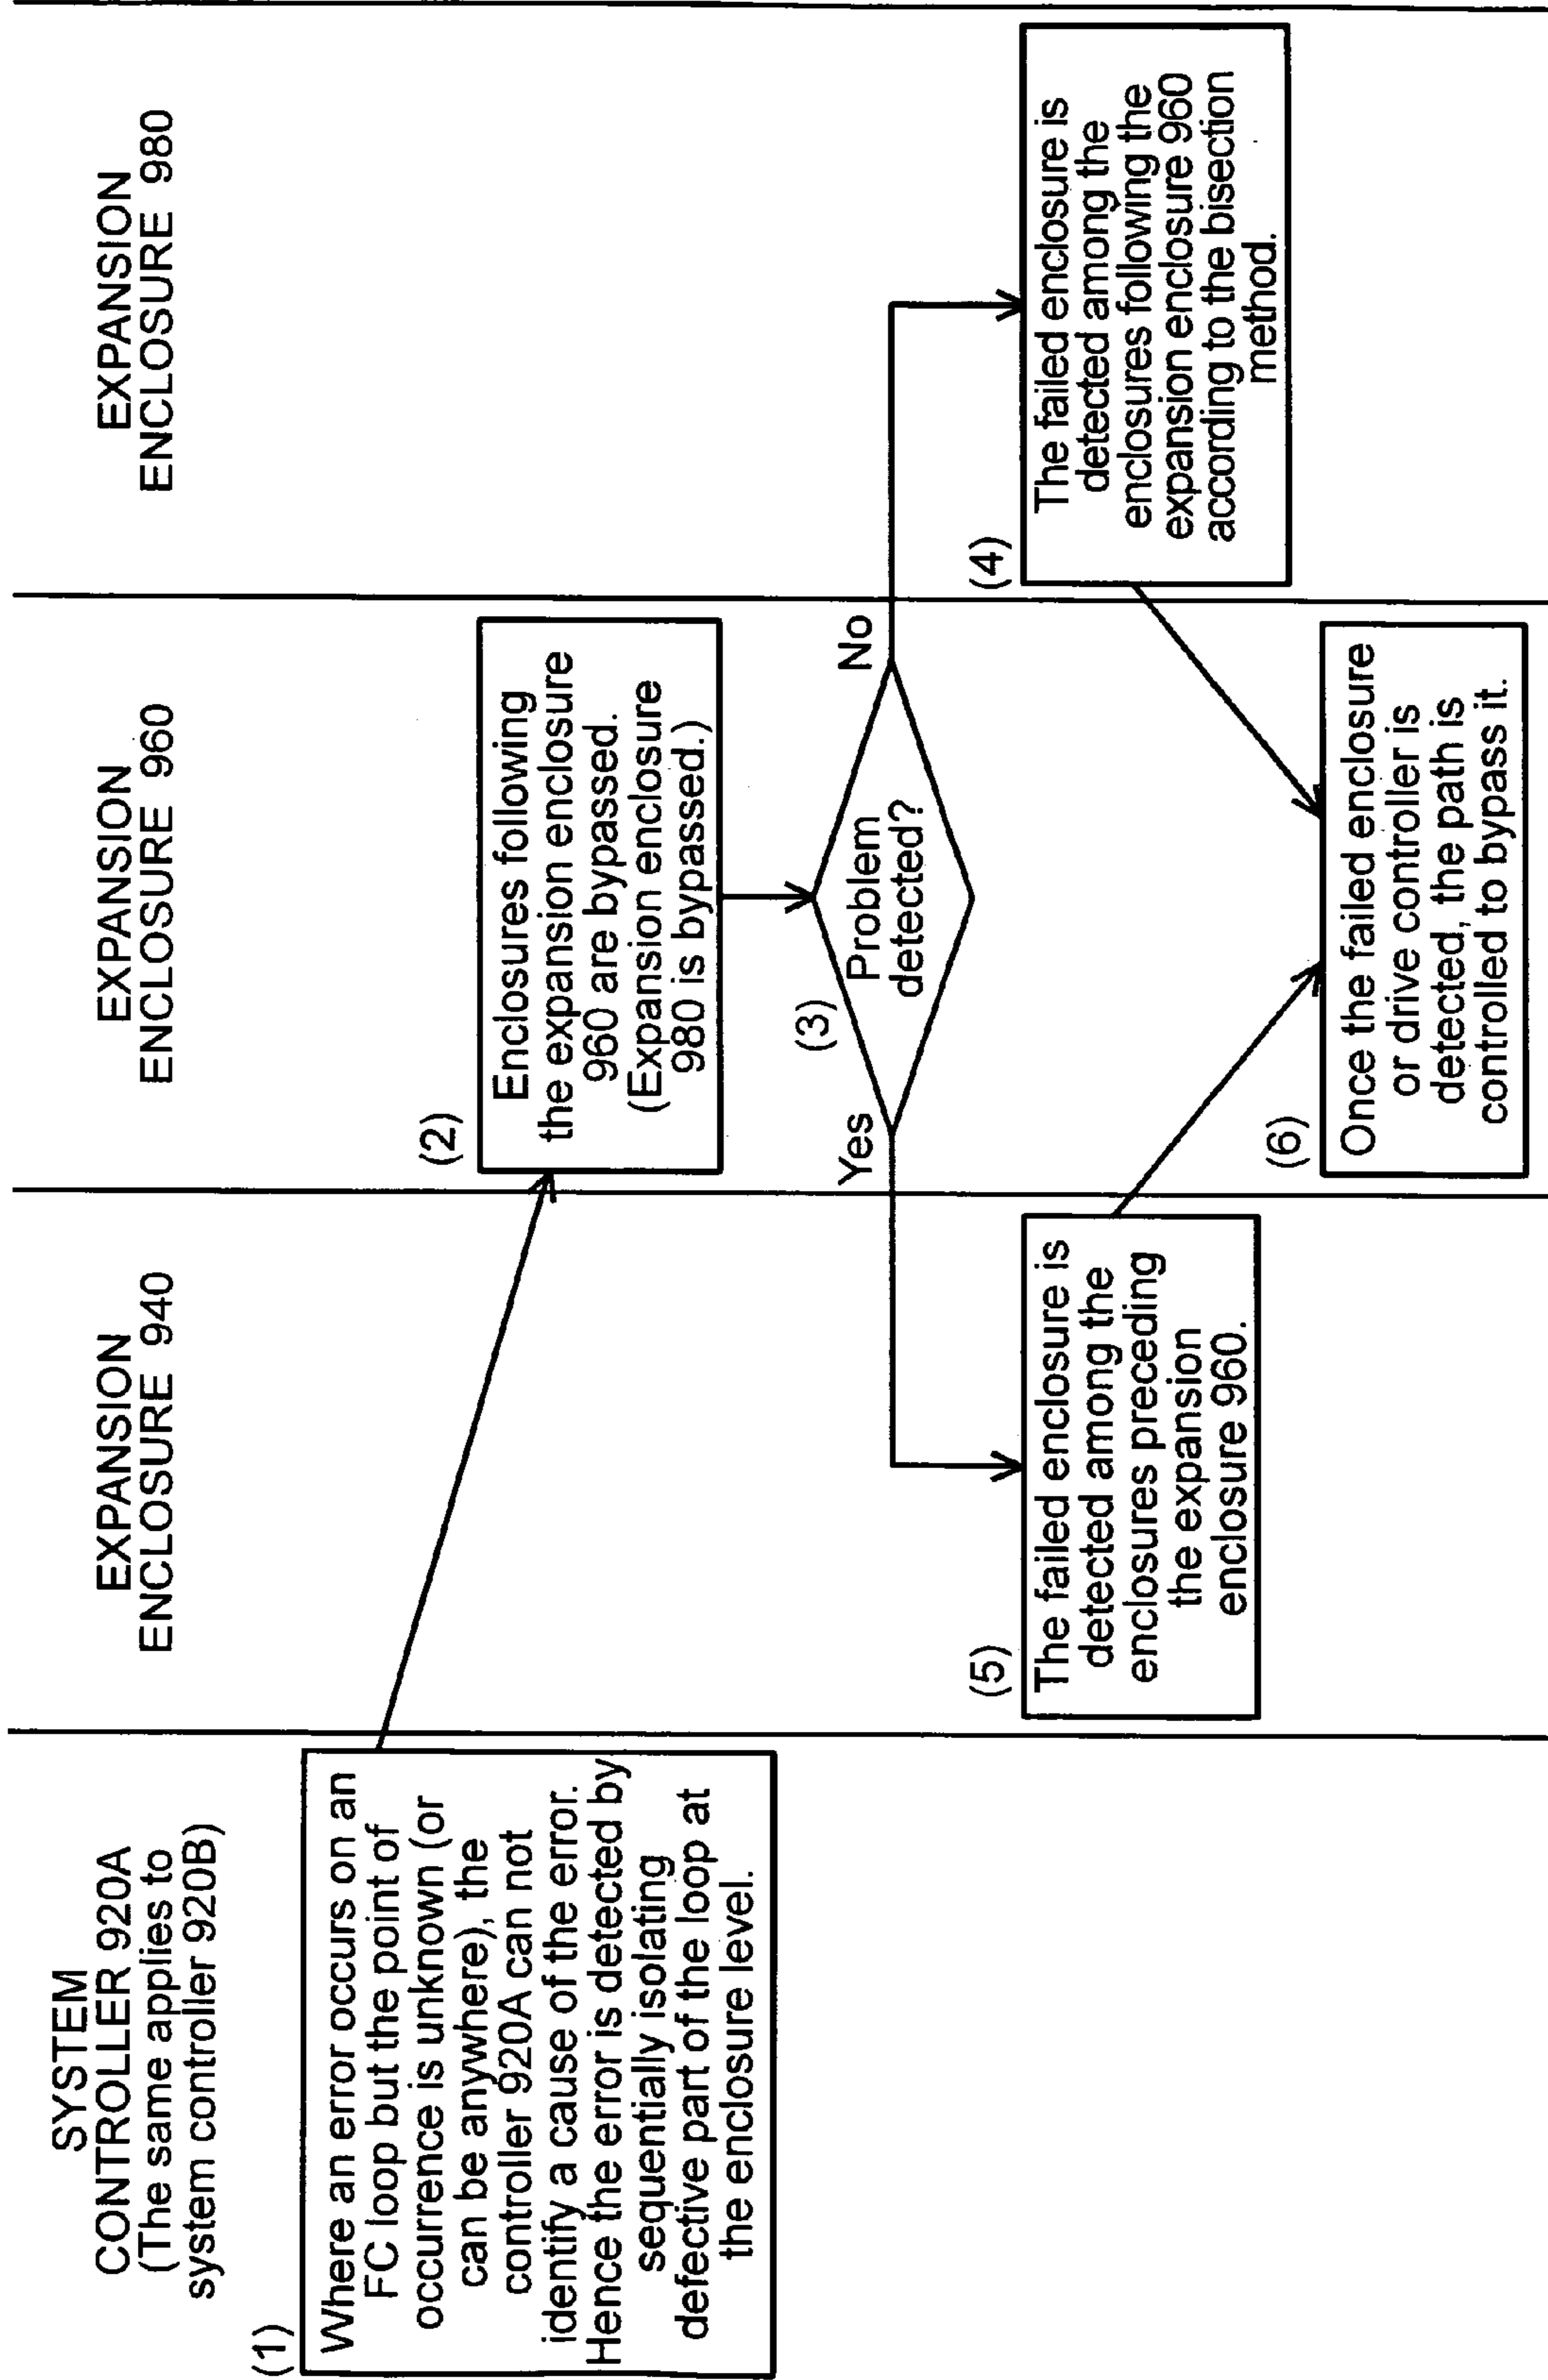 SYSTEM
CONTROLLER 920A
(The same applies to
system controller 920B)
EXPANSION
ENCLOSURE 940
EXPANSION
ENCLOSURE 960
EXPANSION
ENCLOSURE 980
(1)
Where an error occurs on an
FC loop but the point of
occurrence is unknown (or
can be anywhere), the
controller 920A can not
identify a cause of the error.
Hence the error is detected by
sequentially isolating
defective part of the loop at
the enclosure level.
(2)
Enclosures following
the expansion enclosure
960 are bypassed.
(Expansion enclosure
980 is bypassed.)
(3)
Problem
detected?
Yes
No
(4)
The failed enclosure is
detected among the
enclosures following the
expansion enclosure 960
according to the bisection
method.
(5)
The failed enclosure is
detected among the
enclosures preceding
the expansion
enclosure 960.
(6)
Once the failed enclosure
or drive controller is
detected, the path is
controlled to bypass it.